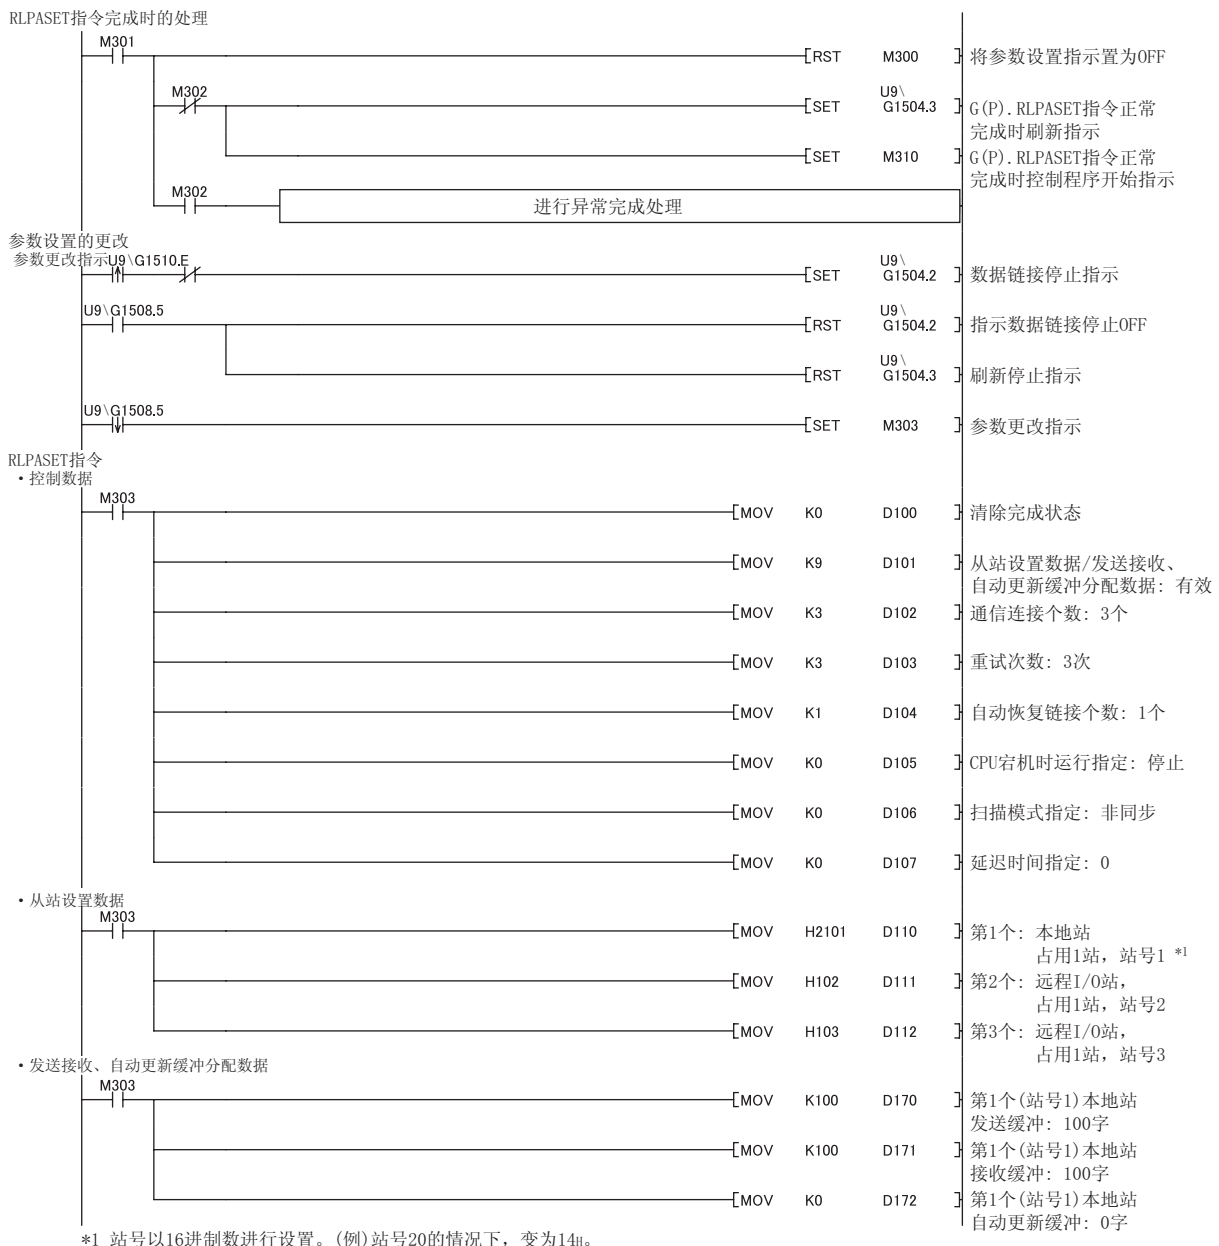 RLPASET指令完成时的处理
M301
[RST M300 ] 将参数设置指示置为OFF
M302
[SET U9\G1504.3 ] G(P).RLPASET指令正常
完成时刷新指示
[SET M310 ] G(P).RLPASET指令正常
完成时控制程序开始指示
M302
进行异常完成处理
参数设置的更改
参数更改指示 U9\G1510.E
[SET U9\G1504.2 ] 数据链接停止指示
U9\G1508.5
[RST U9\G1504.2 ] 指示数据链接停止OFF
[RST U9\G1504.3 ] 刷新停止指示
U9\G1508.5
[SET M303 ] 参数更改指示
RLPASET指令
・控制数据
M303
[MOV K0 D100 ] 清除完成状态
[MOV K9 D101 ] 从站设置数据/发送接收、
自动更新缓冲分配数据: 有效
[MOV K3 D102 ] 通信连接个数: 3个
[MOV K3 D103 ] 重试次数: 3次
[MOV K1 D104 ] 自动恢复链接个数: 1个
[MOV K0 D105 ] CPU宕机时运行指定: 停止
[MOV K0 D106 ] 扫描模式指定: 非同步
[MOV K0 D107 ] 延迟时间指定: 0
・从站设置数据
M303
[MOV H2101 D110 ] 第1个: 本地站
占用1站, 站号1 *1
[MOV H102 D111 ] 第2个: 远程I/O站,
占用1站, 站号2
[MOV H103 D112 ] 第3个: 远程I/O站,
占用1站, 站号3
・发送接收、自动更新缓冲分配数据
M303
[MOV K100 D170 ] 第1个(站号1)本地站
发送缓冲: 100字
[MOV K100 D171 ] 第1个(站号1)本地站
接收缓冲: 100字
[MOV K0 D172 ] 第1个(站号1)本地站
自动更新缓冲: 0字
*1 站号以16进制数进行设置。(例)站号20的情况下, 变为14H。